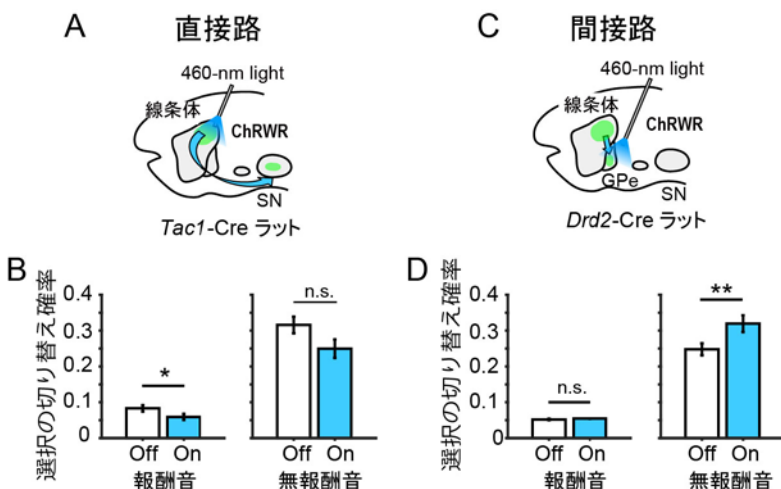 A 直接路
460-nm light
線条体
ChRWR
SN
Tac1-Cre ラット
B
選択の切り替え確率
0.4
0.3
0.1
0
*
Off On
報酬音
n.s.
Off On
無報酬音
C 間接路
460-nm light
線条体
ChRWR
GPe
SN
Drd2-Cre ラット
D
選択の切り替え確率
0.4
0.3
0.1
0
n.s.
Off On
報酬音
**
Off On
無報酬音